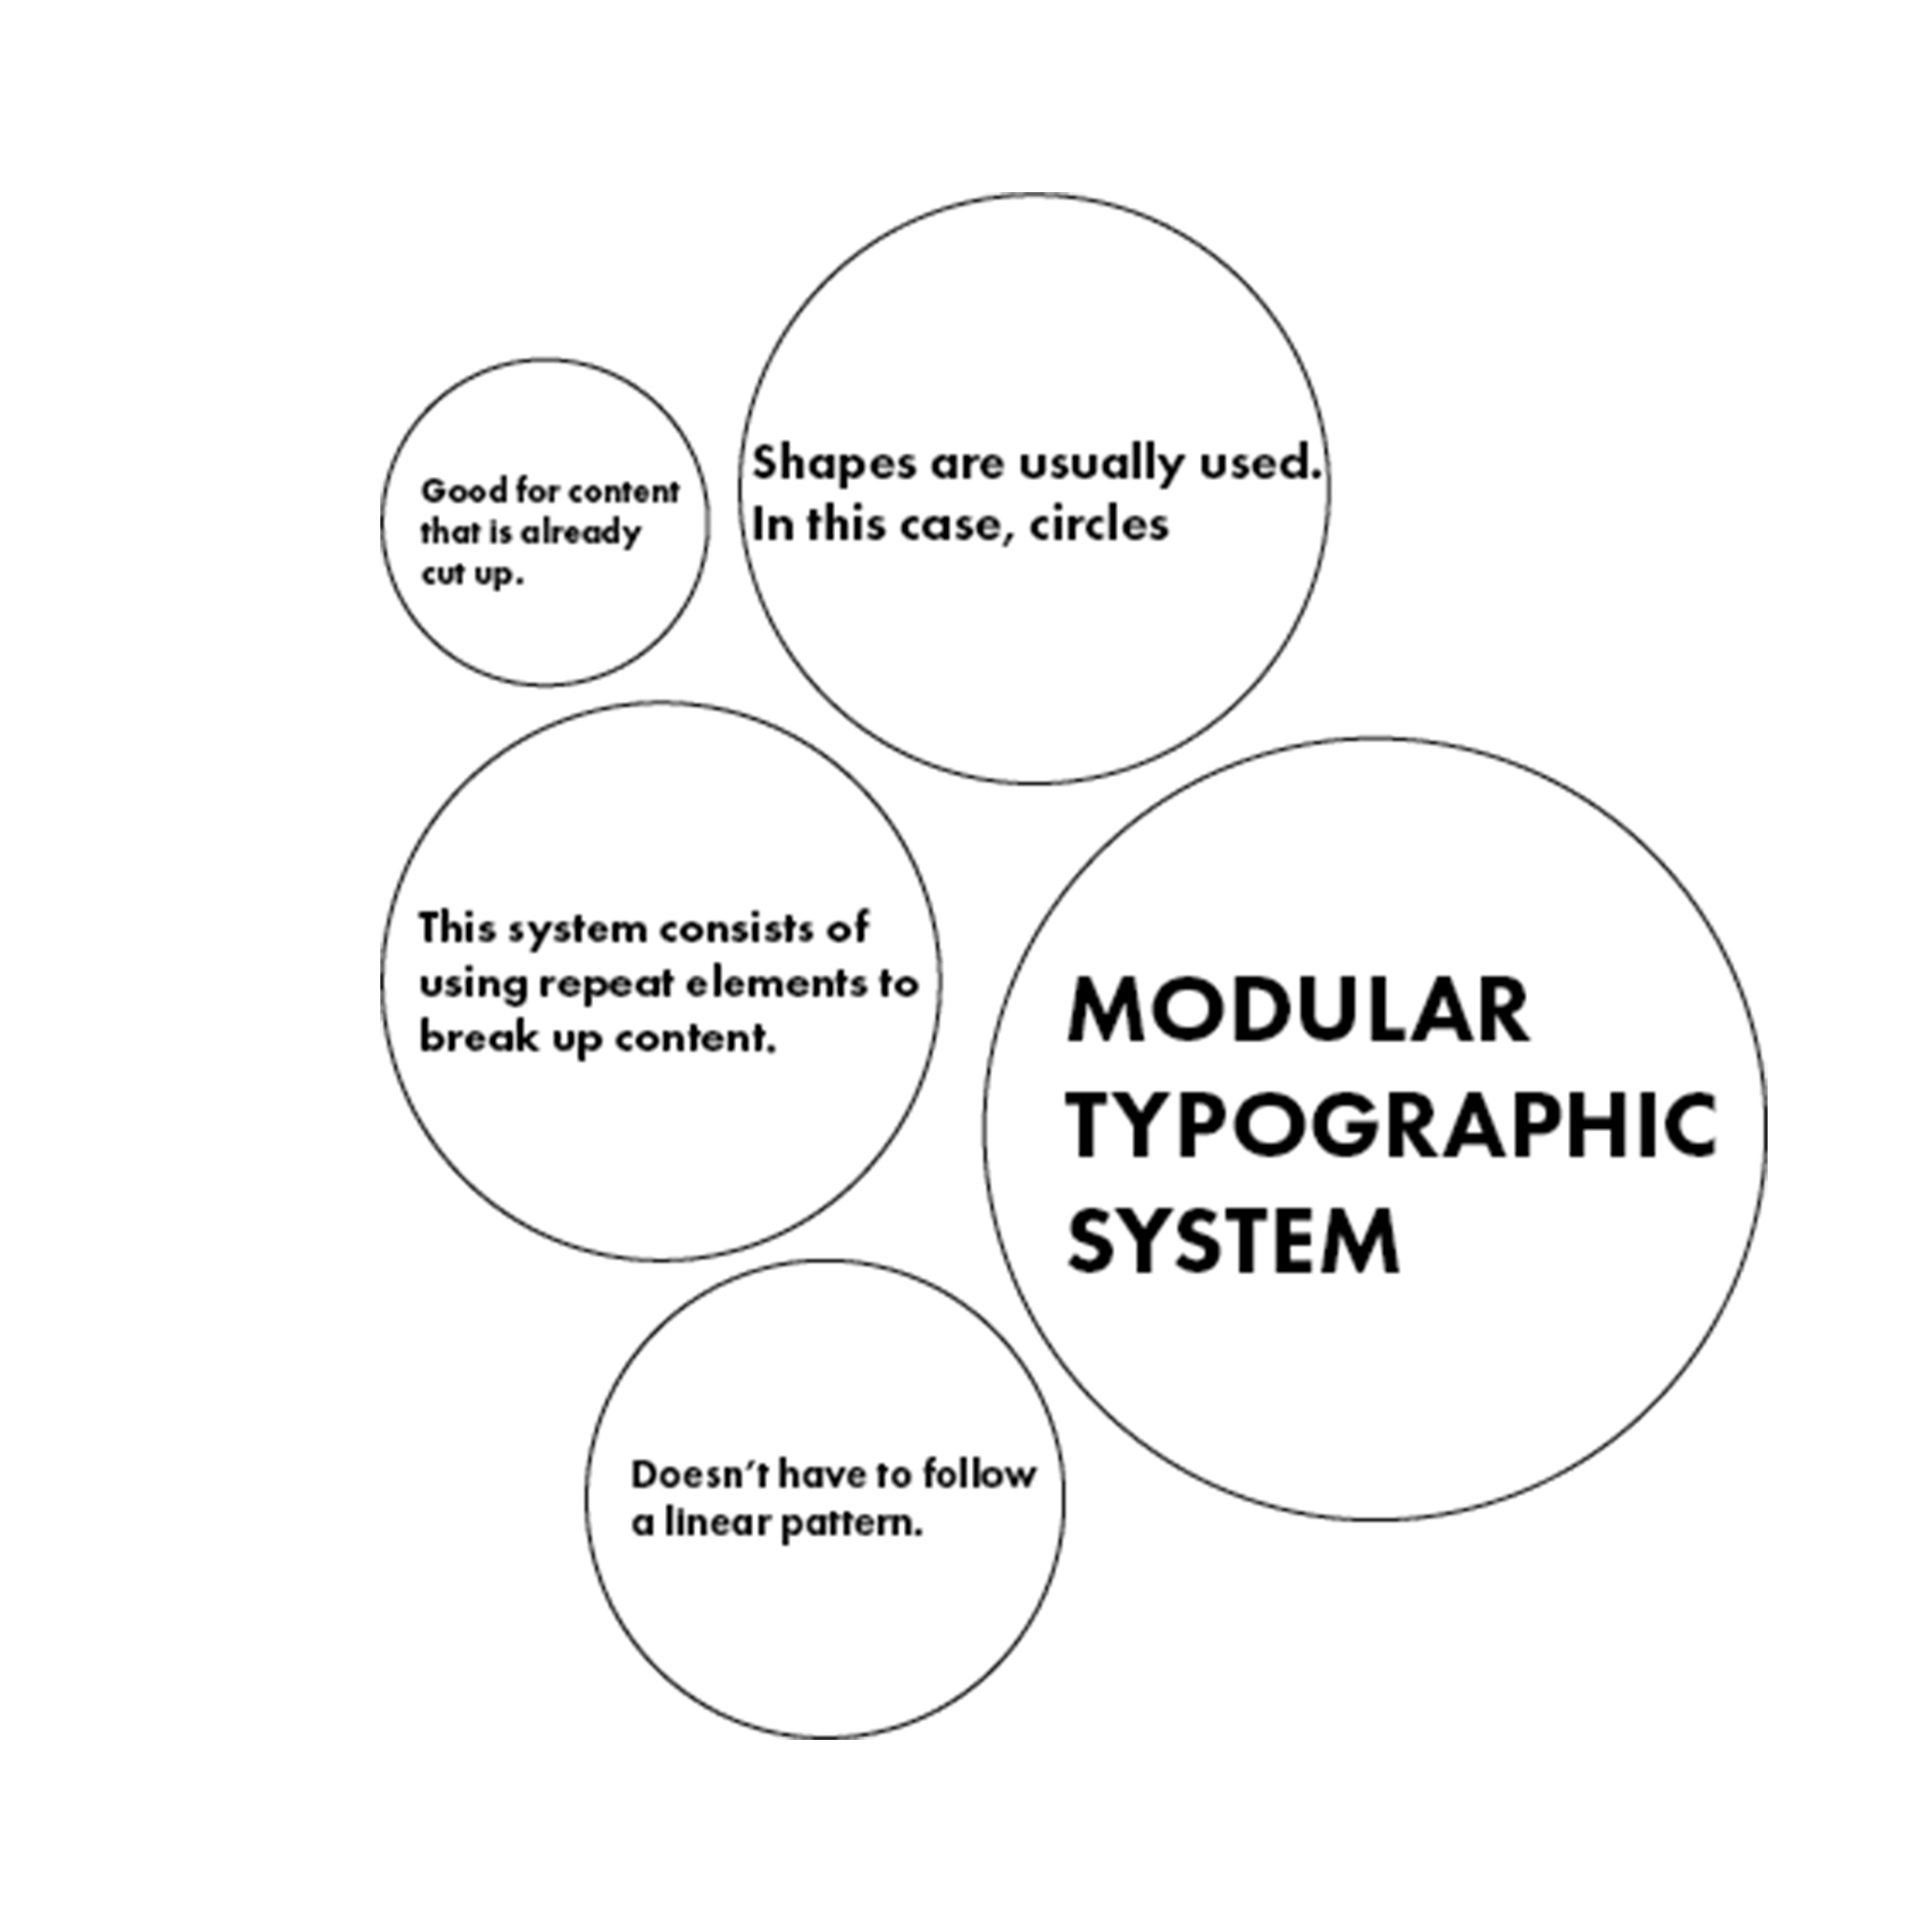 Shapes are usually used.
In this case, circles
Good for content
that is already
cut up.
This system consists of
using repeat elements to
break up content.
MODULAR
TYPOGRAPHIC
SYSTEM
Doesn’t have to follow
a linear pattern.